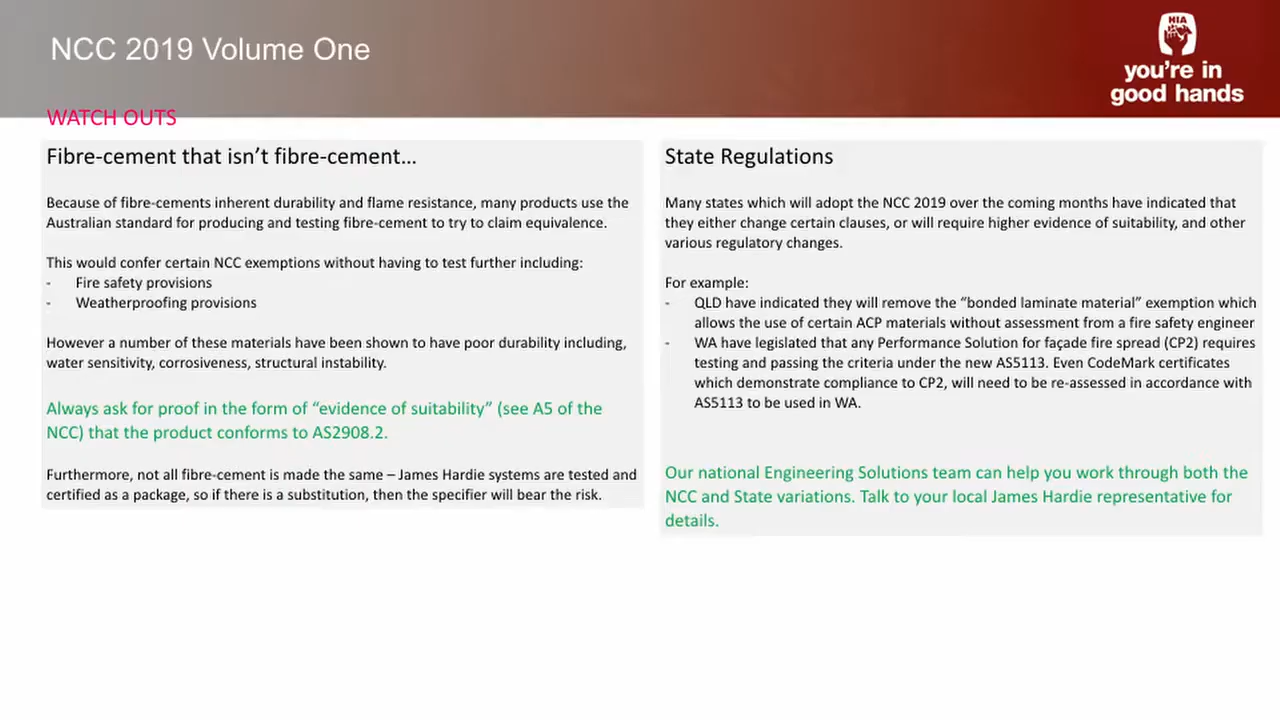 NCC 2019 Volume One
HIA
you're in
good hands
WATCH OUTS
Fibre-cement that isn't fibre-cement...
Because of fibre-cements inherent durability and flame resistance, many products use the
Australian standard for producing and testing fibre-cement to try to claim equivalence.
This would confer certain NCC exemptions without having to test further including:
- Fire safety provisions
- Weatherproofing provisions
However a number of these materials have been shown to have poor durability including,
water sensitivity, corrosiveness, structural instability.
Always ask for proof in the form of “evidence of suitability” (see A5 of the
NCC) that the product conforms to AS2908.2.
Furthermore, not all fibre-cement is made the same – James Hardie systems are tested and
certified as a package, so if there is a substitution, then the specifier will bear the risk.
State Regulations
Many states which will adopt the NCC 2019 over the coming months have indicated that
they either change certain clauses, or will require higher evidence of suitability, and other
various regulatory changes.
For example:
- QLD have indicated they will remove the “bonded laminate material” exemption which
allows the use of certain ACP materials without assessment from a fire safety engineer
- WA have legislated that any Performance Solution for façade fire spread (CP2) requires
testing and passing the criteria under the new AS5113. Even CodeMark certificates
which demonstrate compliance to CP2, will need to be re-assessed in accordance with
AS5113 to be used in WA.
Our national Engineering Solutions team can help you work through both the
NCC and State variations. Talk to your local James Hardie representative for
details.